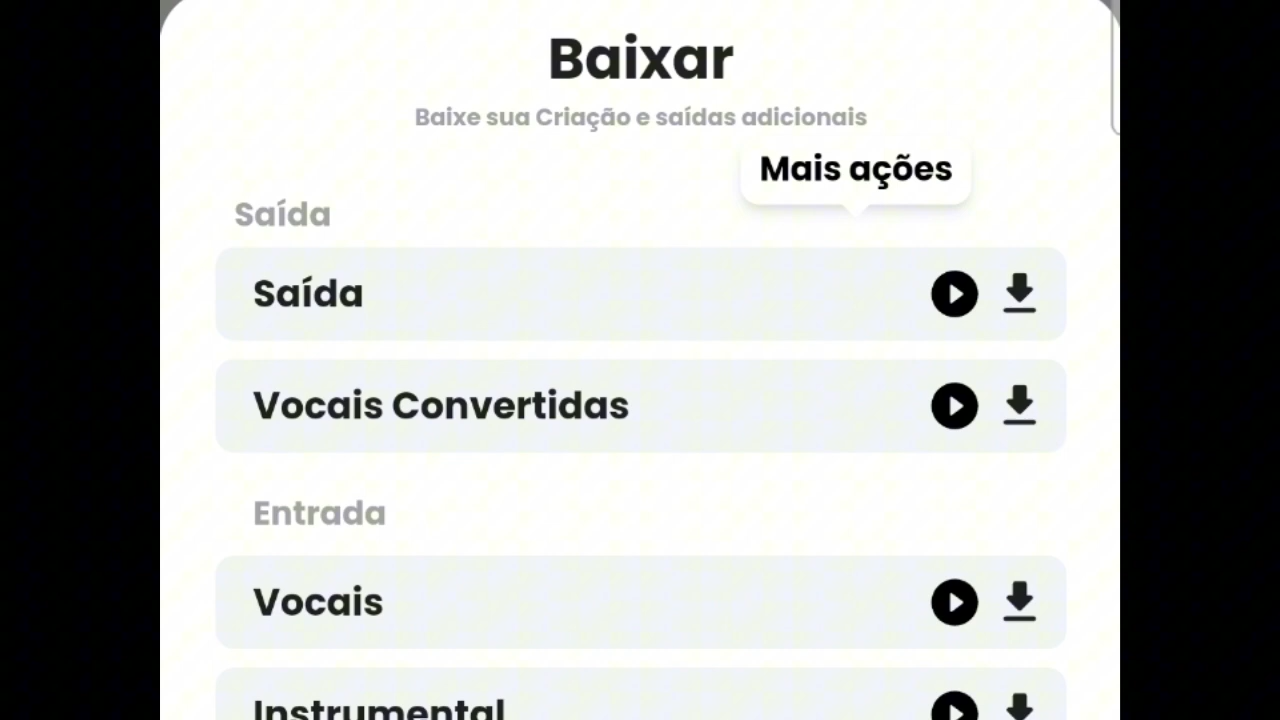 Baixar
Baixe sua Criação e saídas adicionais
Mais ações
Saída
Saída
Vocais Convertidas
Entrada
Vocais
Instrumental